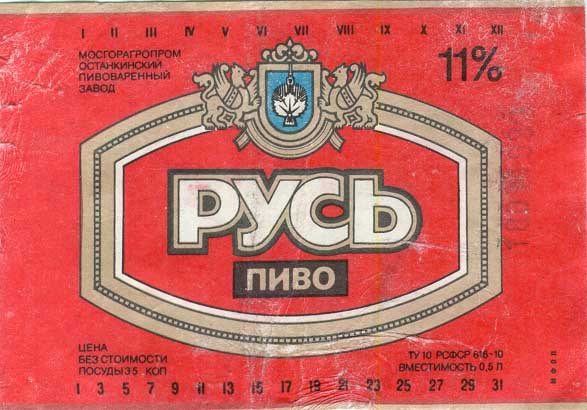 I II III IV V VI VII VIII IX X XI XII
МОСГОРАГРОПРОМ
ОСТАНКИНСКИЙ
ПИВОВАРЕННЫЙ
ЗАВОД
11%
РУСЬ
ПИВО
ЦЕНА
БЕЗ СТОИМОСТИ
ПОСУДЫ 35 КОП
ТУ 10 РСФСР 616-10
ВМЕСТИМОСТЬ 0,5 Л
1 3 5 7 9 11 13 15 17 19 21 23 25 27 29 31